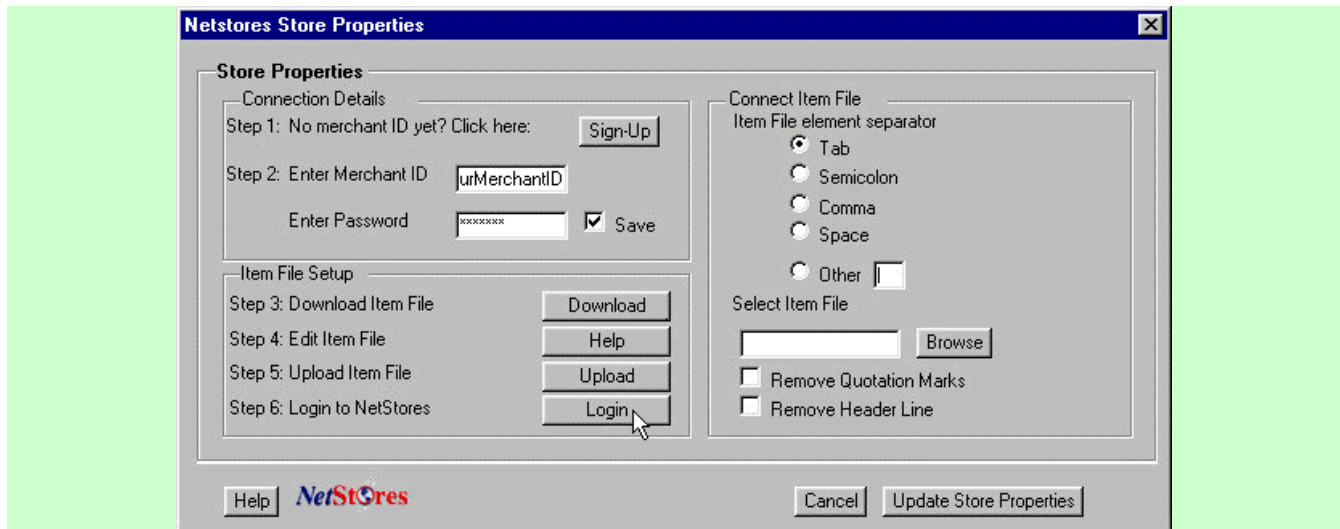 Netstores Store Properties
Store Properties
Connection Details
Step 1: No merchant ID yet? Click here: Sign-Up
Step 2: Enter Merchant ID urMerchantID
Enter Password xxxxxxx Save
Item File Setup
Step 3: Download Item File Download
Step 4: Edit Item File Help
Step 5: Upload Item File Upload
Step 6: Login to NetStores Login
Connect Item File
Item File element separator
Tab
Semicolon
Comma
Space
Other
Select Item File
Browse
Remove Quotation Marks
Remove Header Line
Help NetStores Cancel Update Store Properties